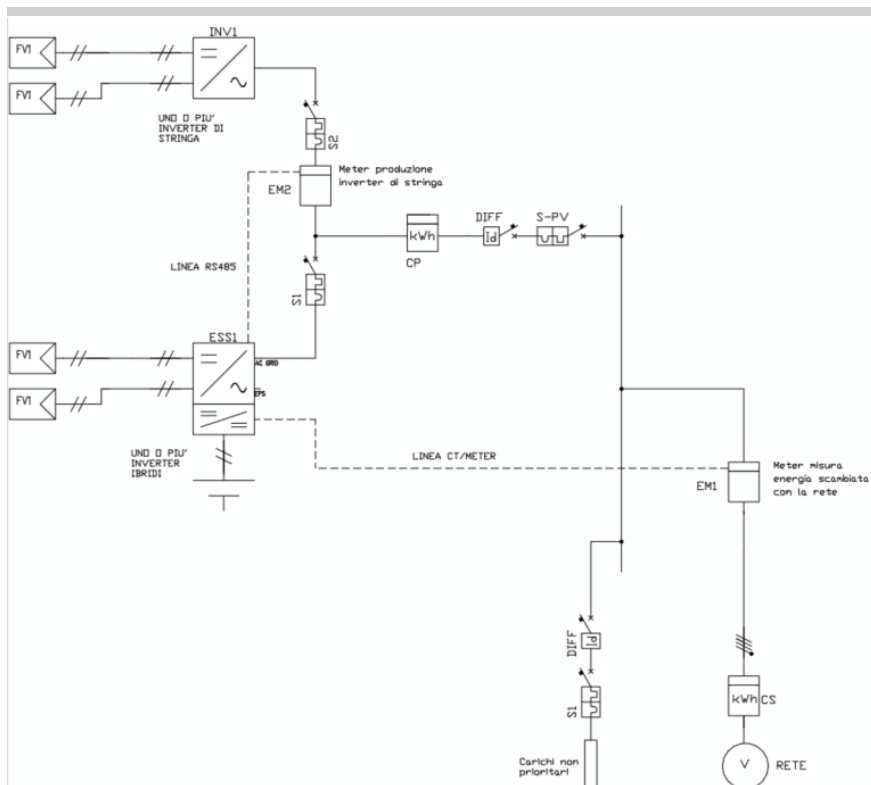 INV1
FV1
FV1
UNO O PIU'
INVERTER DI
STRINGA
S2
EM2
Meter produzione
inverter di stringa
DIFF
S-PV
Id
kWh
CP
LINEA RS485
S1
ESS1
FV1
AC GRID
EPS
FV1
LINEA CT/METER
UNO O PIU'
INVERTER
IBRIDI
EM1
Meter misura
energia scambiata
con la rete
DIFF
Id
S1
kWh
CS
Carichi non
prioritari
V
RETE